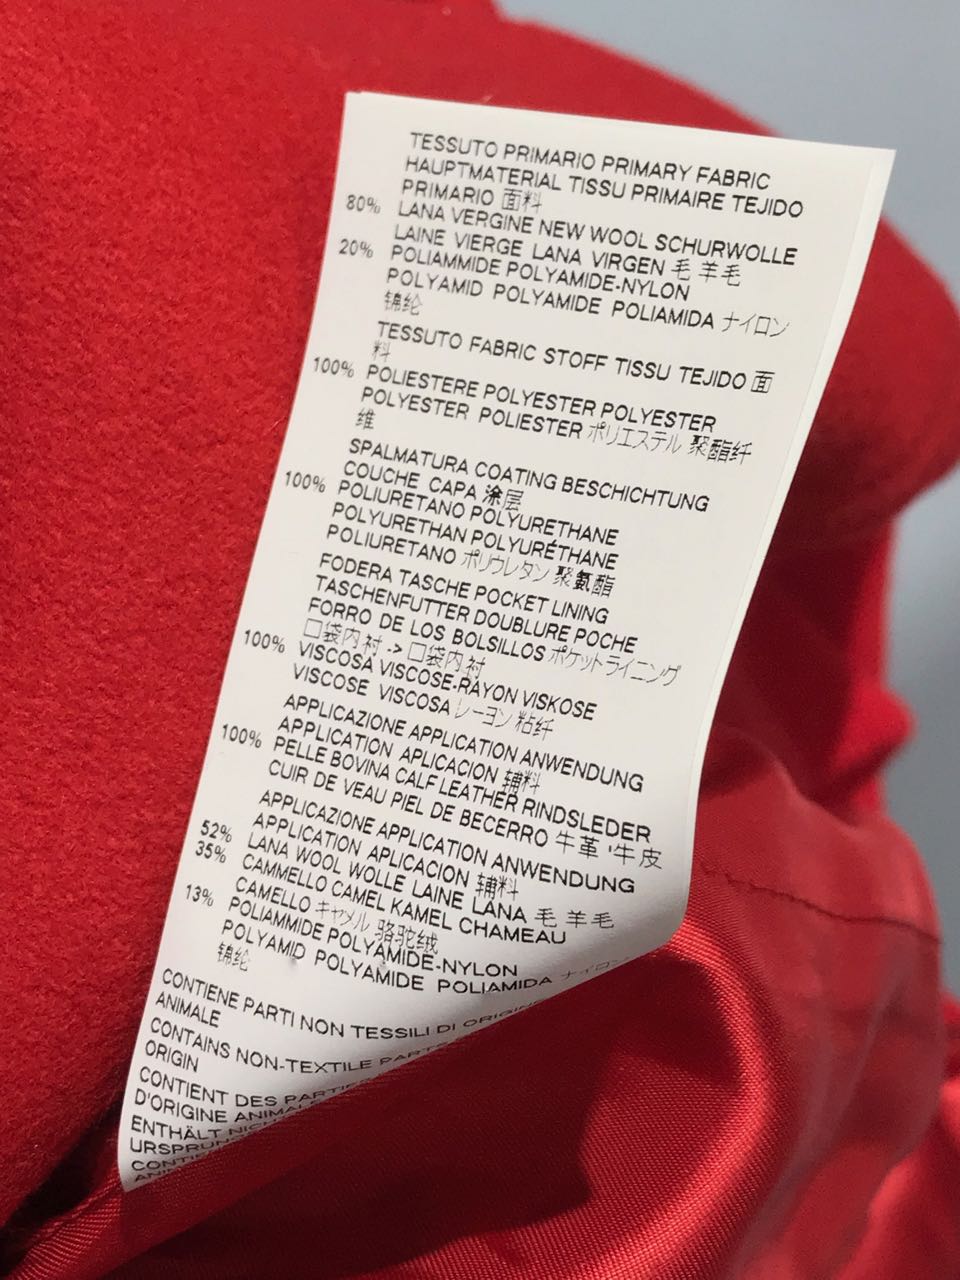 TESSUTO PRIMARIO PRIMARY FABRIC
HAUPTMATERIAL TISSU PRIMAIRE TEJIDO
PRIMARIO 面料
80% LANA VERGINE NEW WOOL SCHURWOLLE
LAINE VIERGE LANA VIRGEN 毛 羊毛
20% POLIAMMIDE POLYAMIDE-NYLON
POLYAMID POLYAMIDE POLIAMIDA ナイロン
锦纶
TESSUTO FABRIC STOFF TISSU TEJIDO 面
料
100% POLIESTERE POLYESTER POLYESTER
POLYESTER POLIESTER ポリエステル 聚酯纤
维
SPALMATURA COATING BESCHICHTUNG
COUCHE CAPA 涂层
100% POLIURETANO POLYURETHANE
POLYURETHAN POLYURÉTHANE
POLIURETANO ポリウレタン 聚氨酯
FODERA TASCHE POCKET LINING
TASCHENFUTTER DOUBLURE POCHE
FORRO DE LOS BOLSILLOS ポケットライニング
口袋内衬 -> 口袋内衬
100% VISCOSA VISCOSE-RAYON VISKOSE
VISCOSE VISCOSA レーヨン 粘纤
APPLICAZIONE APPLICATION ANWENDUNG
APPLICATION APLICACION 辅料
100% PELLE BOVINA CALF LEATHER RINDSLEDER
CUIR DE VEAU PIEL DE BECERRO 牛革 '牛皮
APPLICAZIONE APPLICATION ANWENDUNG
APPLICATION APLICACION 辅料
52% LANA WOOL WOLLE LAINE LANA 毛 羊毛
35% CAMMELLO CAMEL KAMEL CHAMEAU
CAMELLO キャメル 骆驼绒
13% POLIAMMIDE POLYAMIDE-NYLON
POLYAMID POLYAMIDE POLIAMIDA ナイロン
锦纶
CONTIENE PARTI NON TESSILI DI ORIGINE
ANIMALE
CONTAINS NON-TEXTILE PARTS
ORIGIN
CONTIENT DES PARTIES
D'ORIGINE ANIMALE
ENTHÄLT